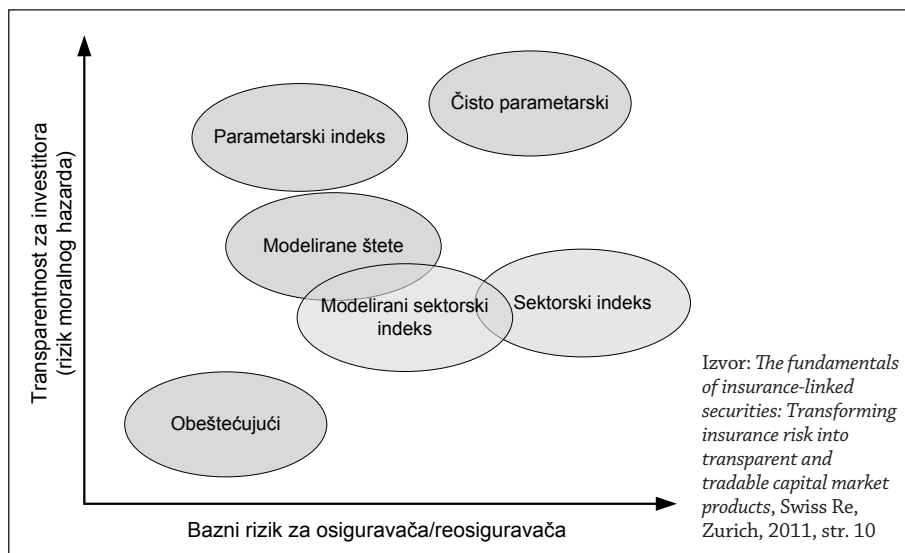 Transparentnost za investitora
(rizik moralnog hazarda)
Čisto parametarski
Parametarski indeks
Modelirane štete
Modelirani sektorski
indeks
Sektorski indeks
Obeštećujući
Bazni rizik za osiguravača/reosiguravača
Izvor: The fundamentals
of insurance-linked
securities: Transforming
insurance risk into
transparent and
tradable capital market
products, Swiss Re,
Zurich, 2011, str. 10